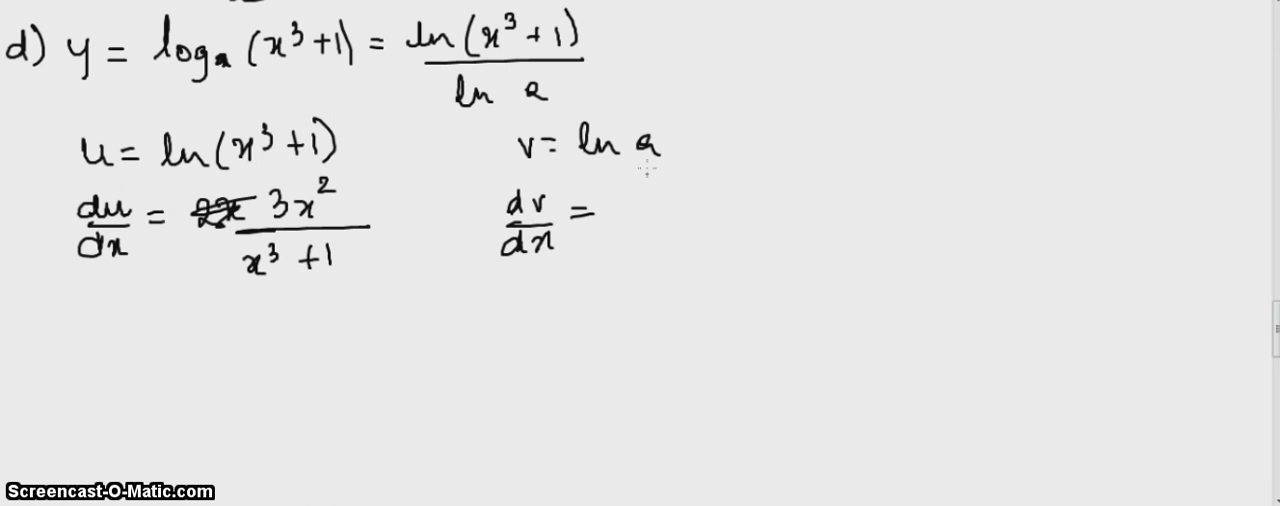 d) y = logₐ (x³ + 1) = ln (x³ + 1) / ln a
u = ln (x³ + 1) v = ln a
du/dx = 3x² / x³ + 1 dv/dx =
Screencast-O-Matic.com